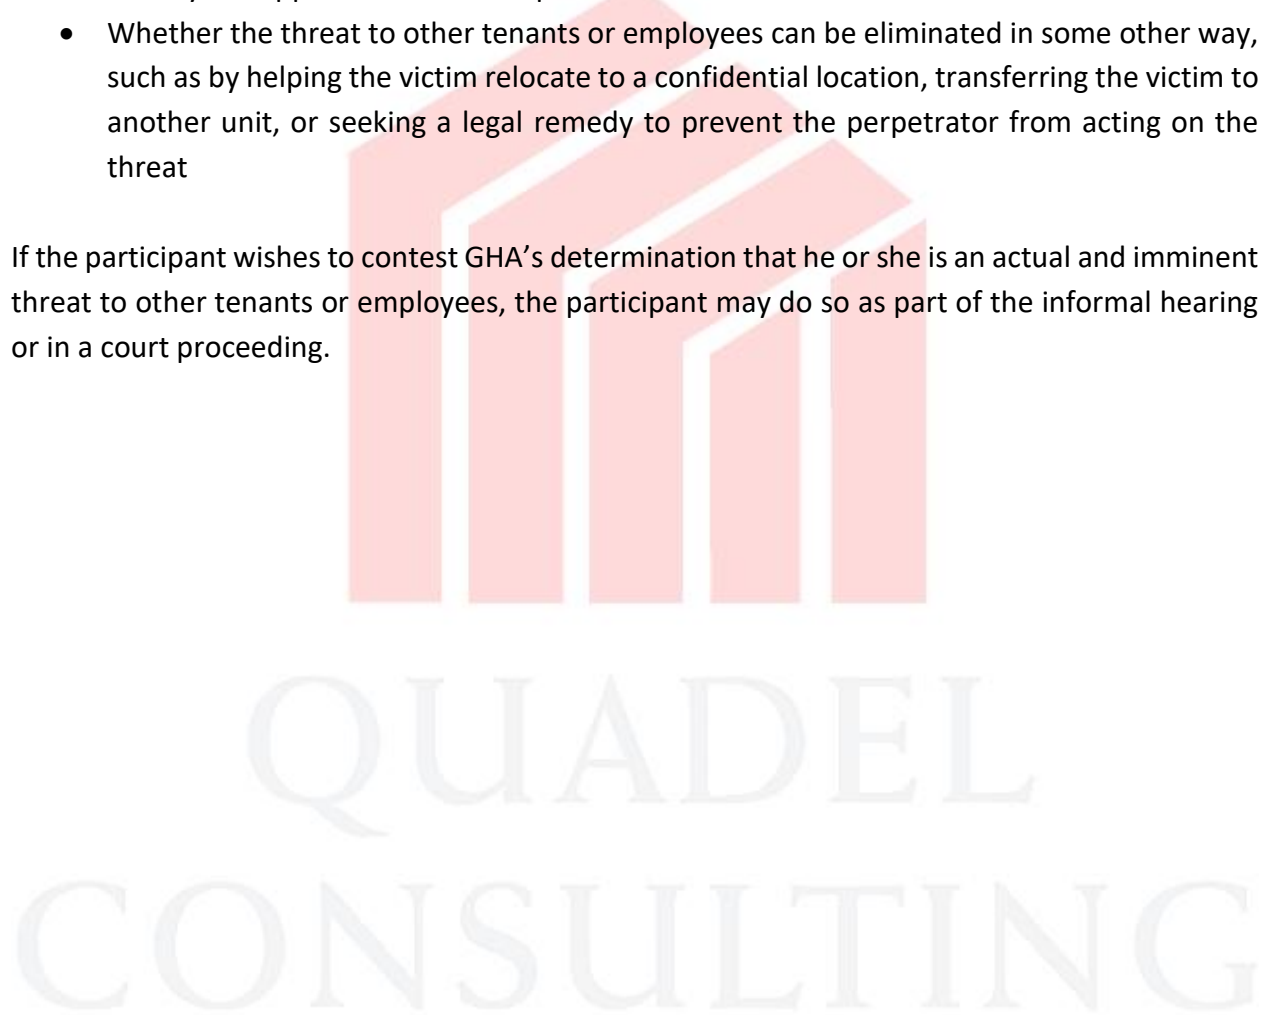 • Whether the threat to other tenants or employees can be eliminated in some other way,
such as by helping the victim relocate to a confidential location, transferring the victim to
another unit, or seeking a legal remedy to prevent the perpetrator from acting on the
threat
If the participant wishes to contest GHA’s determination that he or she is an actual and imminent
threat to other tenants or employees, the participant may do so as part of the informal hearing
or in a court proceeding.
QUADEL
CONSULTING